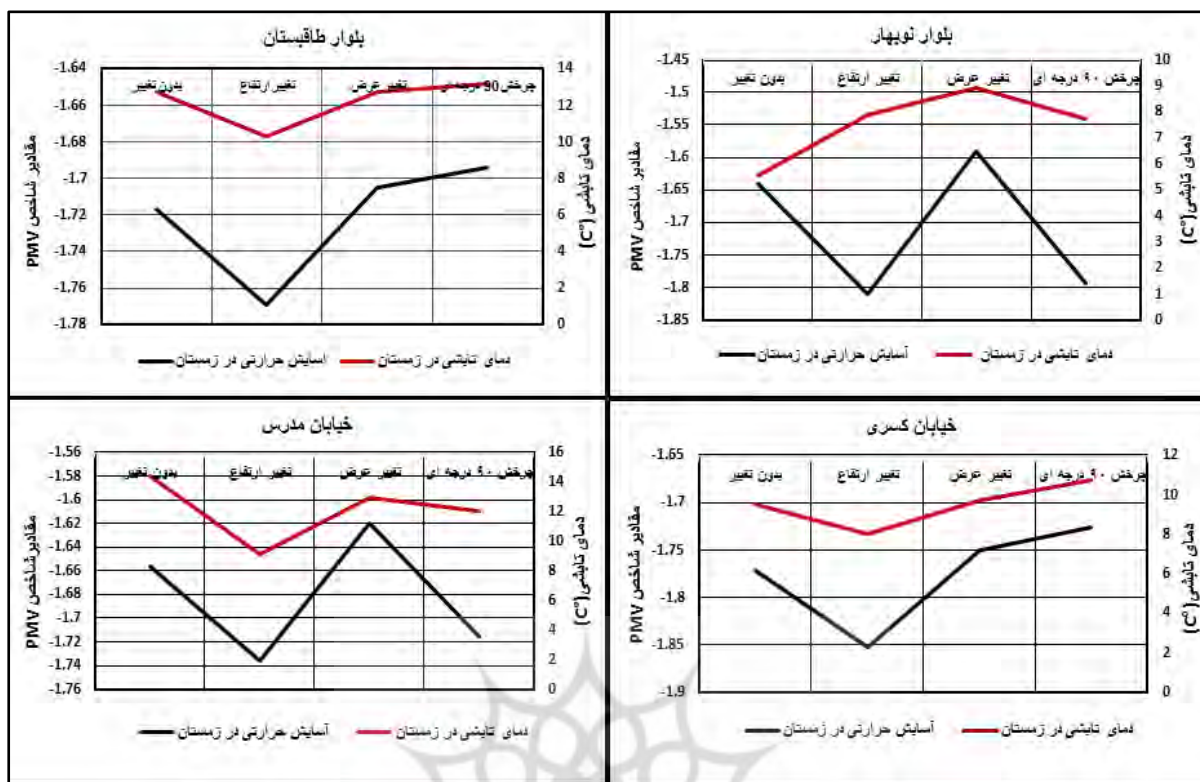 بلوار نوبهار
مقادیر شاخص PMV
-1.45
-1.5
-1.55
-1.6
-1.65
-1.7
-1.75
-1.8
-1.85
بدون تغییر
تغییر ارتفاع
تغییر عرض
چرخش ۹۰ درجه ای
10
9
8
7
6
5
4
3
2
1
0
دمای تابشی (C°)
آسایش حرارتی در زمستان
دمای تابشی در زمستان
بلوار طاقبستان
مقادیر شاخص PMV
-1.64
-1.66
-1.68
-1.7
-1.72
-1.74
-1.76
-1.78
بدون تغییر
تغییر ارتفاع
تغییر عرض
چرخش 90 درجه ای
14
12
10
8
6
4
2
0
دمای تابشی (C°)
آسایش حرارتی در زمستان
دمای تابشی در زمستان
خیابان کسری
مقادیر شاخص PMV
-1.65
-1.7
-1.75
-1.8
-1.85
-1.9
بدون تغییر
تغییر ارتفاع
تغییر عرض
چرخش ۹۰ درجه ای
12
10
8
6
4
2
0
دمای تابشی (C°)
آسایش حرارتی در زمستان
دمای تابشی در زمستان
خیابان مدرس
مقادیر شاخص PMV
-1.56
-1.58
-1.6
-1.62
-1.64
-1.66
-1.68
-1.7
-1.72
-1.74
-1.76
بدون تغییر
تغییر ارتفاع
تغییر عرض
چرخش ۹۰ درجه ای
16
14
12
10
8
6
4
2
0
دمای تابشی (C°)
آسایش حرارتی در زمستان
دمای تابشی در زمستان